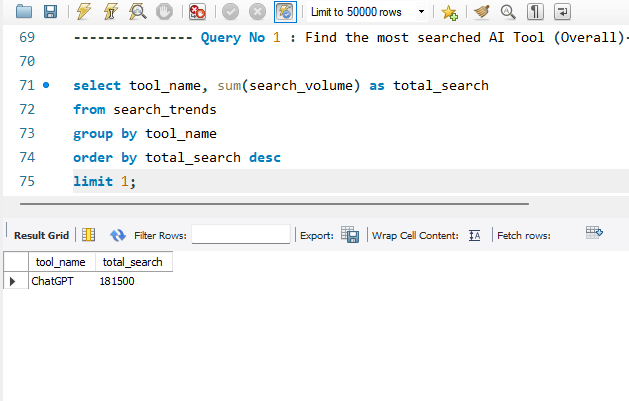 Limit to 50000 rows
69 --------------- Query No 1 : Find the most searched AI Tool (Overall)-
70
71 select tool_name, sum(search_volume) as total_search
72 from search_trends
73 group by tool_name
74 order by total_search desc
75 limit 1;
Result Grid Filter Rows: Export: Wrap Cell Content: Fetch rows:
tool_name total_search
ChatGPT 181500